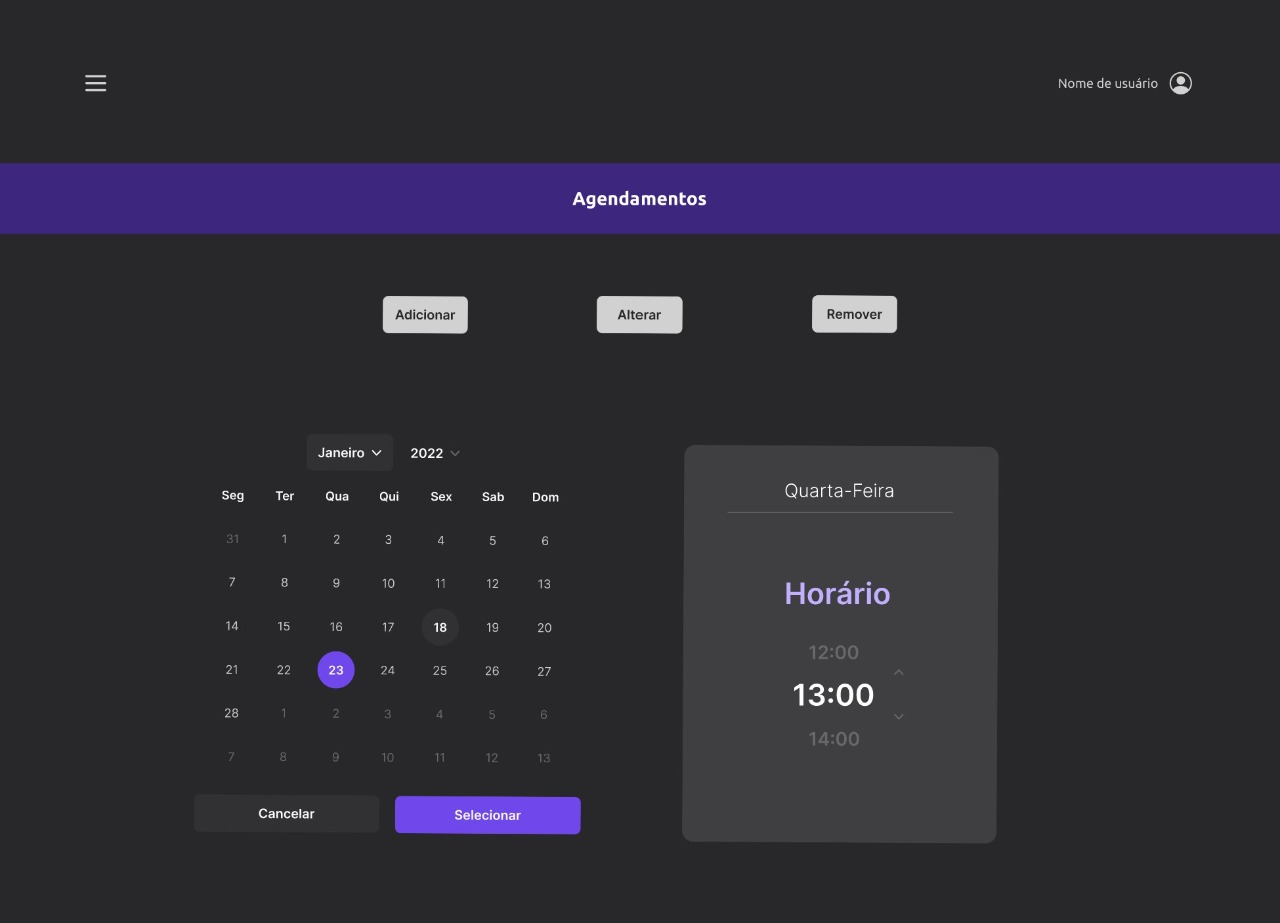 Nome de usuário
Agendamentos
Adicionar Alterar Remover
Janeiro 2022
Seg Ter Qua Qui Sex Sab Dom
31 1 2 3 4 5 6
7 8 9 10 11 12 13
14 15 16 17 18 19 20
21 22 23 24 25 26 27
28 1 2 3 4 5 6
7 8 9 10 11 12 13
Cancelar Selecionar
Quarta-Feira
Horário
12:00
13:00
14:00